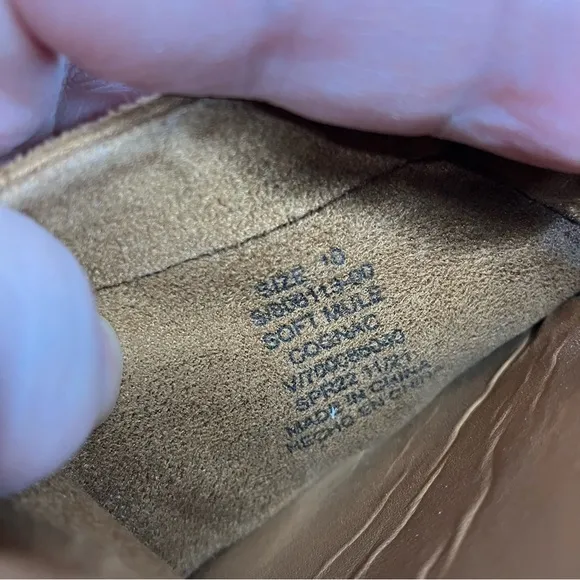 SIZE 10
SOFT MULE
COGNAC
SPR22 11/21
MADE IN CHINA
HECHO EN CHINA